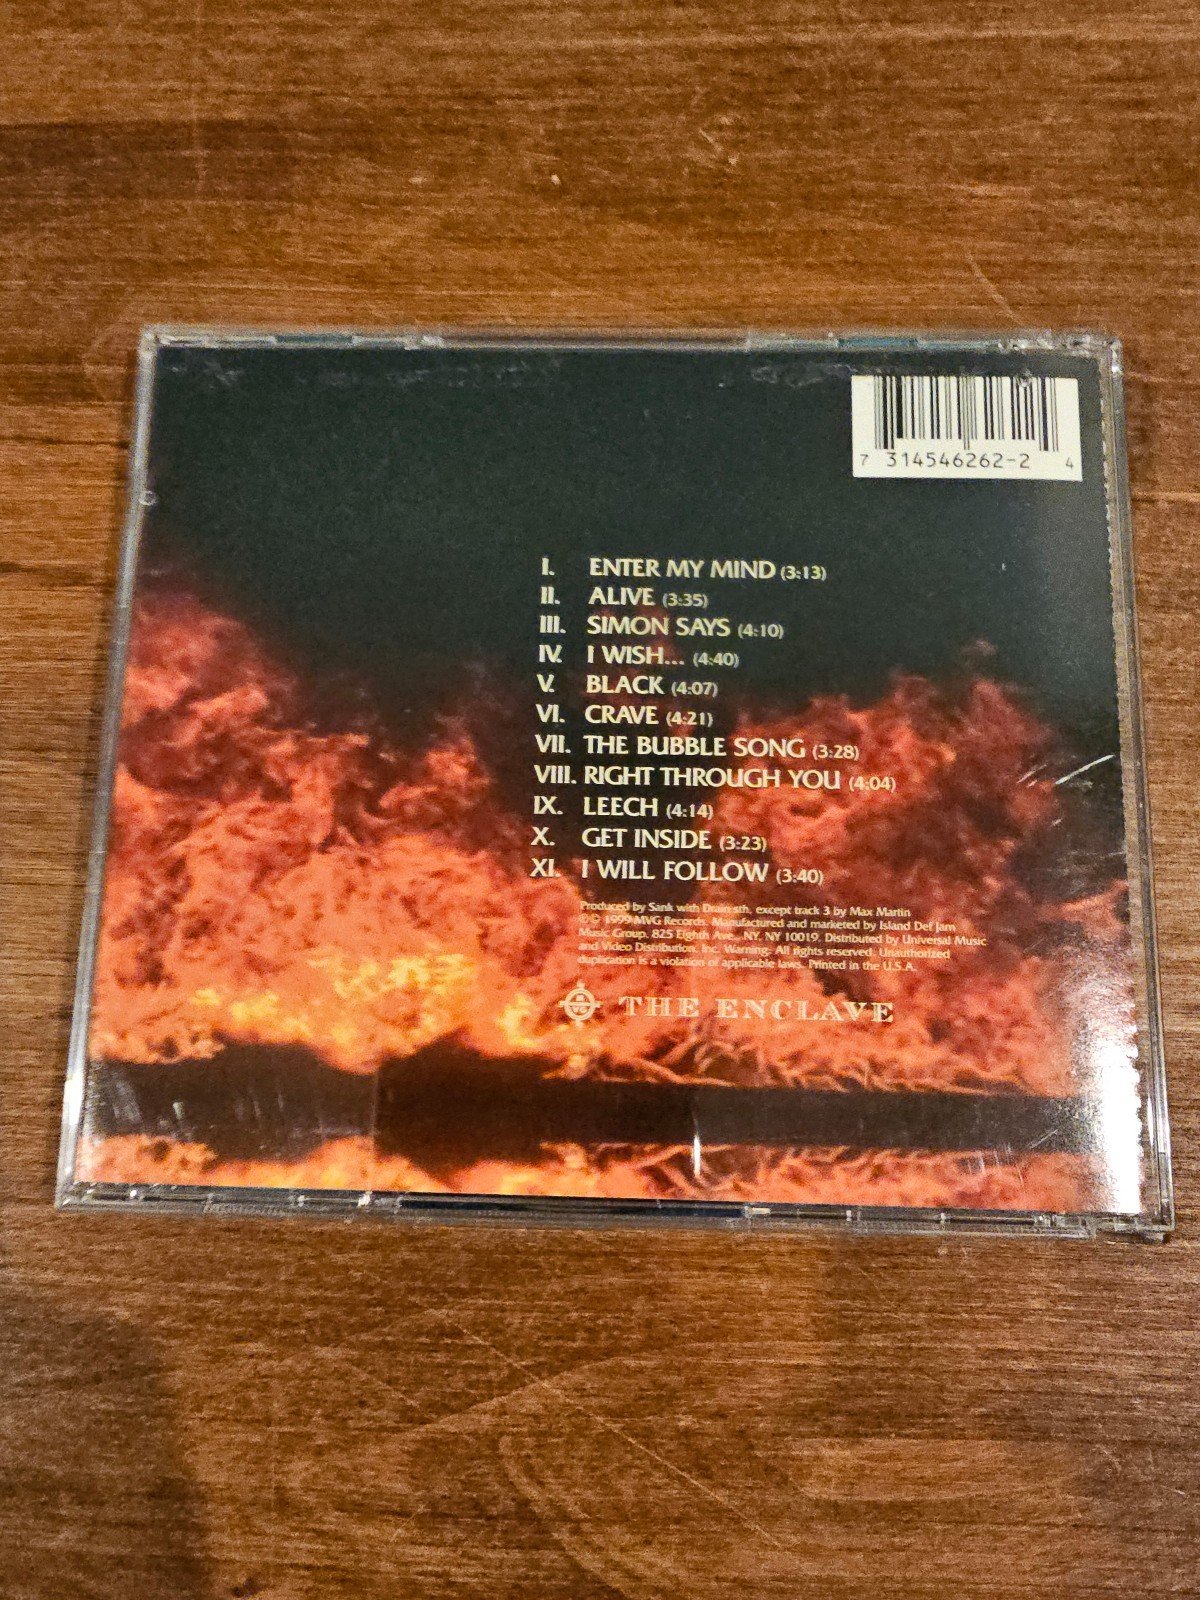 7 314546262-2 4
I. ENTER MY MIND (3:13)
II. ALIVE (3:35)
III. SIMON SAYS (4:10)
IV. I WISH... (4:40)
V. BLACK (4:07)
VI. CRAVE (4:21)
VII. THE BUBBLE SONG (3:28)
VIII. RIGHT THROUGH YOU (4:04)
IX. LEECH (4:14)
X. GET INSIDE (3:23)
XI. I WILL FOLLOW (3:40)
Produced by Sank with Drain sth, except track 3 by Max Martin
℗© 1999 MVG Records. Manufactured and marketed by Island Def Jam
Music Group, 825 Eighth Ave., NY, NY 10019. Distributed by Universal Music
and Video Distribution, Inc. Warning: All rights reserved. Unauthorized
duplication is a violation of applicable laws. Printed in the U.S.A.
THE ENCLAVE